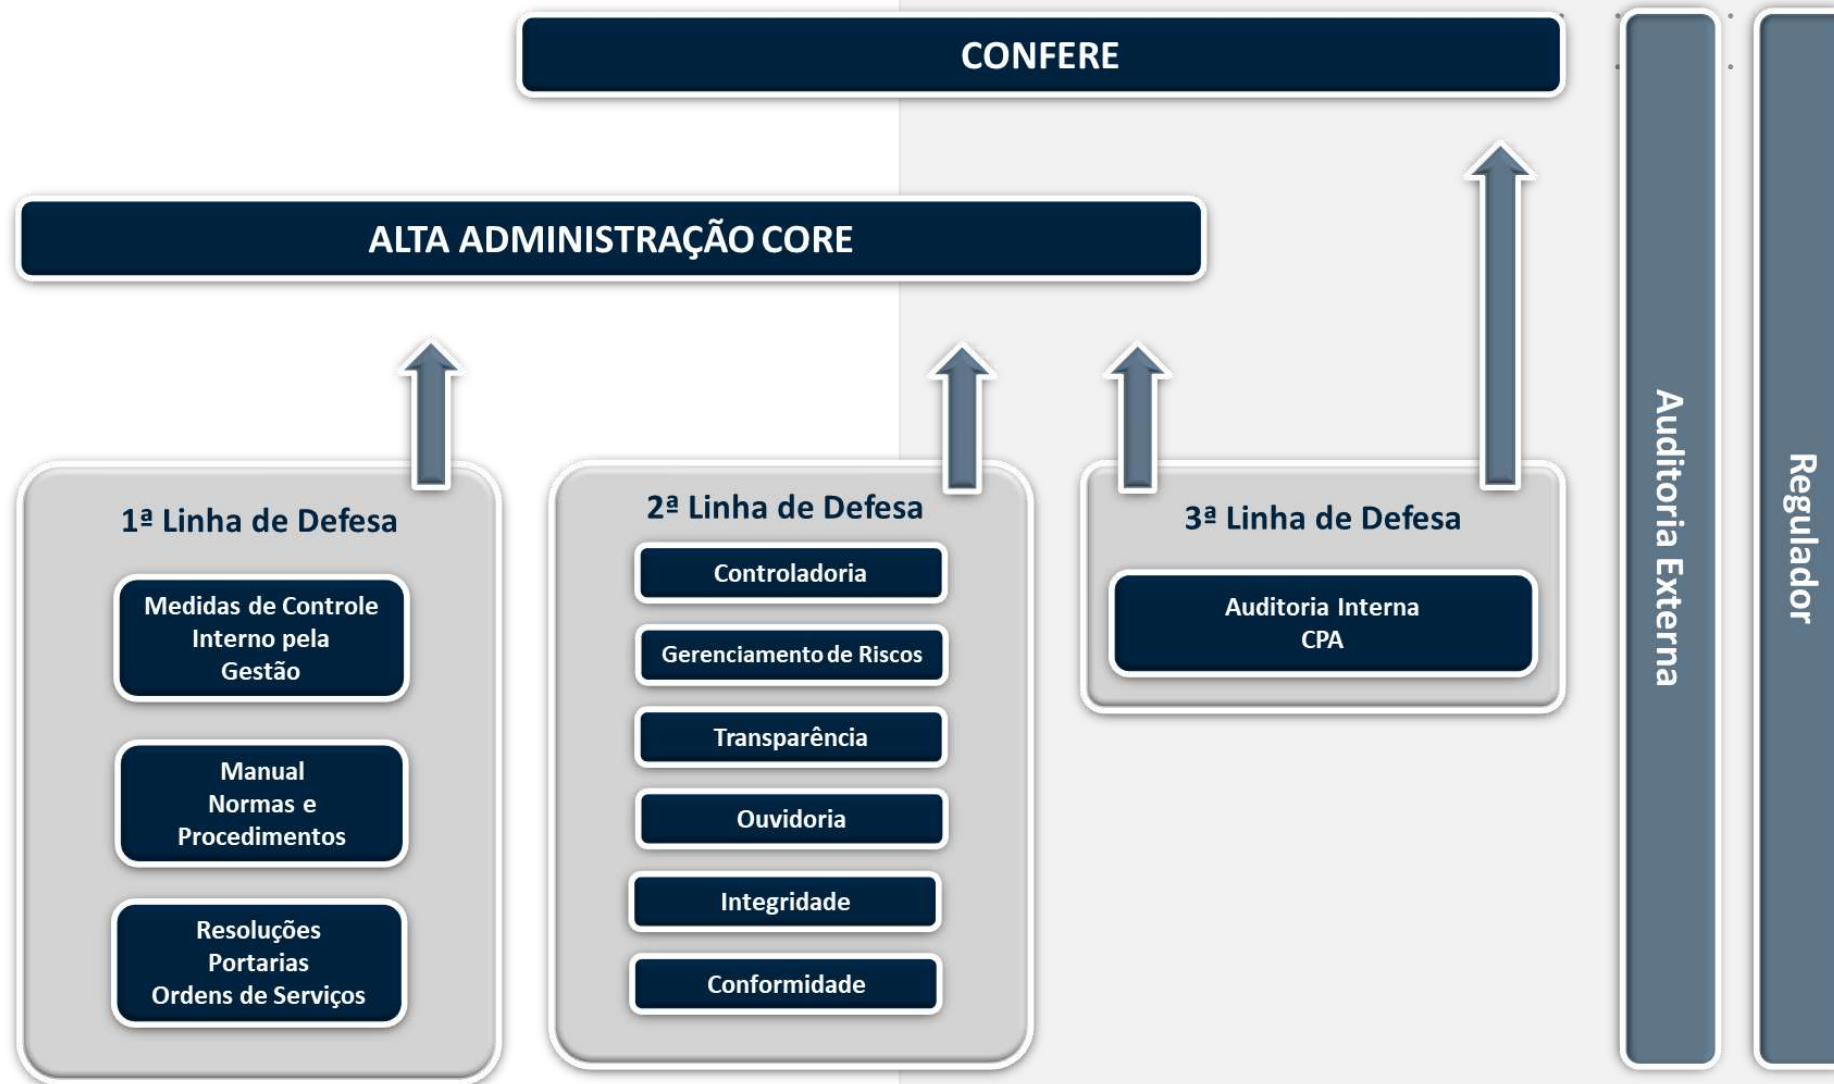 CONFERE
ALTA ADMINISTRAÇÃO CORE
1ª Linha de Defesa
Medidas de Controle
Interno pela
Gestão
Manual
Normas e
Procedimentos
Resoluções
Portarias
Ordens de Serviços
2ª Linha de Defesa
Controladoria
Gerenciamento de Riscos
Transparência
Ouvidoria
Integridade
Conformidade
3ª Linha de Defesa
Auditoria Interna
CPA
Auditoria Externa
Regulador